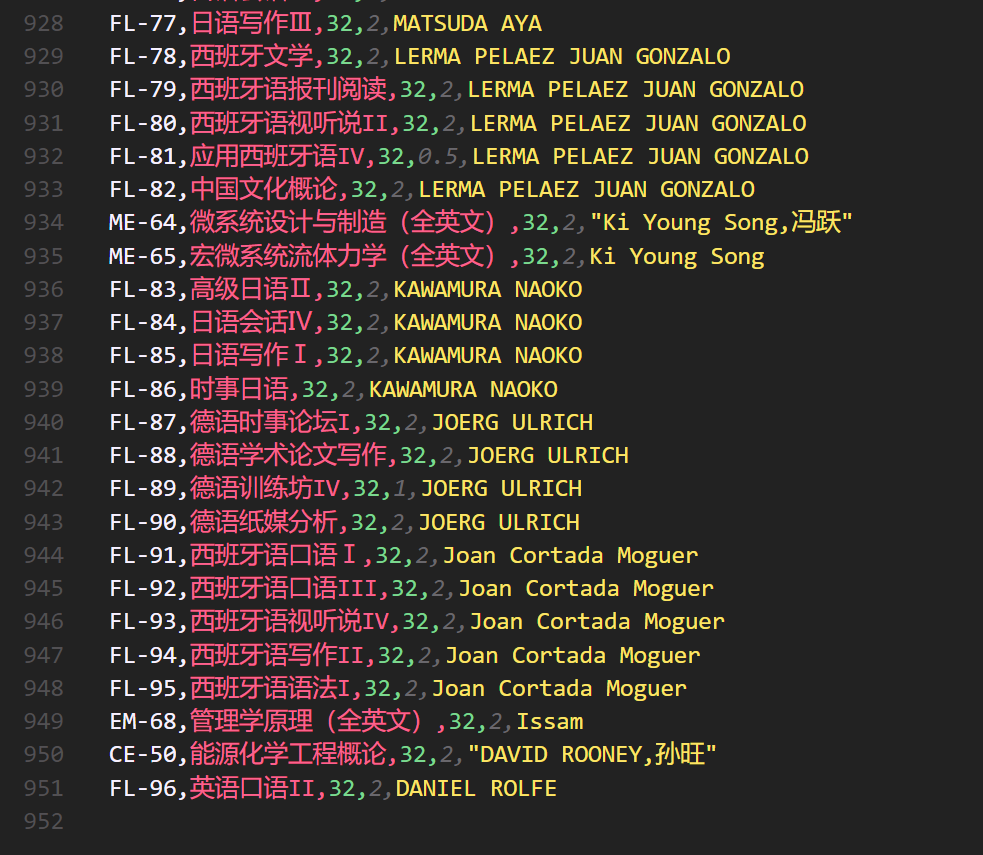 928 FL-77,日语写作Ⅲ,32,2,MATSUDA AYA
929 FL-78,西班牙文学,32,2,LERMA PELAEZ JUAN GONZALO
930 FL-79,西班牙语报刊阅读,32,2,LERMA PELAEZ JUAN GONZALO
931 FL-80,西班牙语视听说II,32,2,LERMA PELAEZ JUAN GONZALO
932 FL-81,应用西班牙语IV,32,0.5,LERMA PELAEZ JUAN GONZALO
933 FL-82,中国文化概论,32,2,LERMA PELAEZ JUAN GONZALO
934 ME-64,微系统设计与制造（全英文）,32,2,"Ki Young Song,冯跃"
935 ME-65,宏微系统流体力学（全英文）,32,2,Ki Young Song
936 FL-83,高级日语Ⅱ,32,2,KAWAMURA NAOKO
937 FL-84,日语会话Ⅳ,32,2,KAWAMURA NAOKO
938 FL-85,日语写作Ⅰ,32,2,KAWAMURA NAOKO
939 FL-86,时事日语,32,2,KAWAMURA NAOKO
940 FL-87,德语时事论坛I,32,2,JOERG ULRICH
941 FL-88,德语学术论文写作,32,2,JOERG ULRICH
942 FL-89,德语训练坊IV,32,1,JOERG ULRICH
943 FL-90,德语纸媒分析,32,2,JOERG ULRICH
944 FL-91,西班牙语口语Ⅰ,32,2,Joan Cortada Moguer
945 FL-92,西班牙语口语III,32,2,Joan Cortada Moguer
946 FL-93,西班牙语视听说IV,32,2,Joan Cortada Moguer
947 FL-94,西班牙语写作II,32,2,Joan Cortada Moguer
948 FL-95,西班牙语语法I,32,2,Joan Cortada Moguer
949 EM-68,管理学原理（全英文）,32,2,Issam
950 CE-50,能源化学工程概论,32,2,"DAVID ROONEY,孙旺"
951 FL-96,英语口语II,32,2,DANIEL ROLFE
952